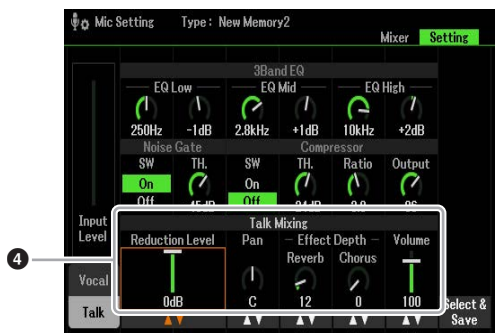 Mic Setting Type : New Memory2
Mixer Setting
3Band EQ
EQ Low EQ Mid EQ High
250Hz -1dB 2.8kHz +1dB 10kHz +2dB
Noise Gate Compressor
SW TH. SW TH. Ratio Output
On On
Off Off
Input Level
Talk Mixing
Reduction Level Pan Effect Depth Volume
Reverb Chorus
4
Vocal
0dB C 12 0 100
Talk
Select & Save